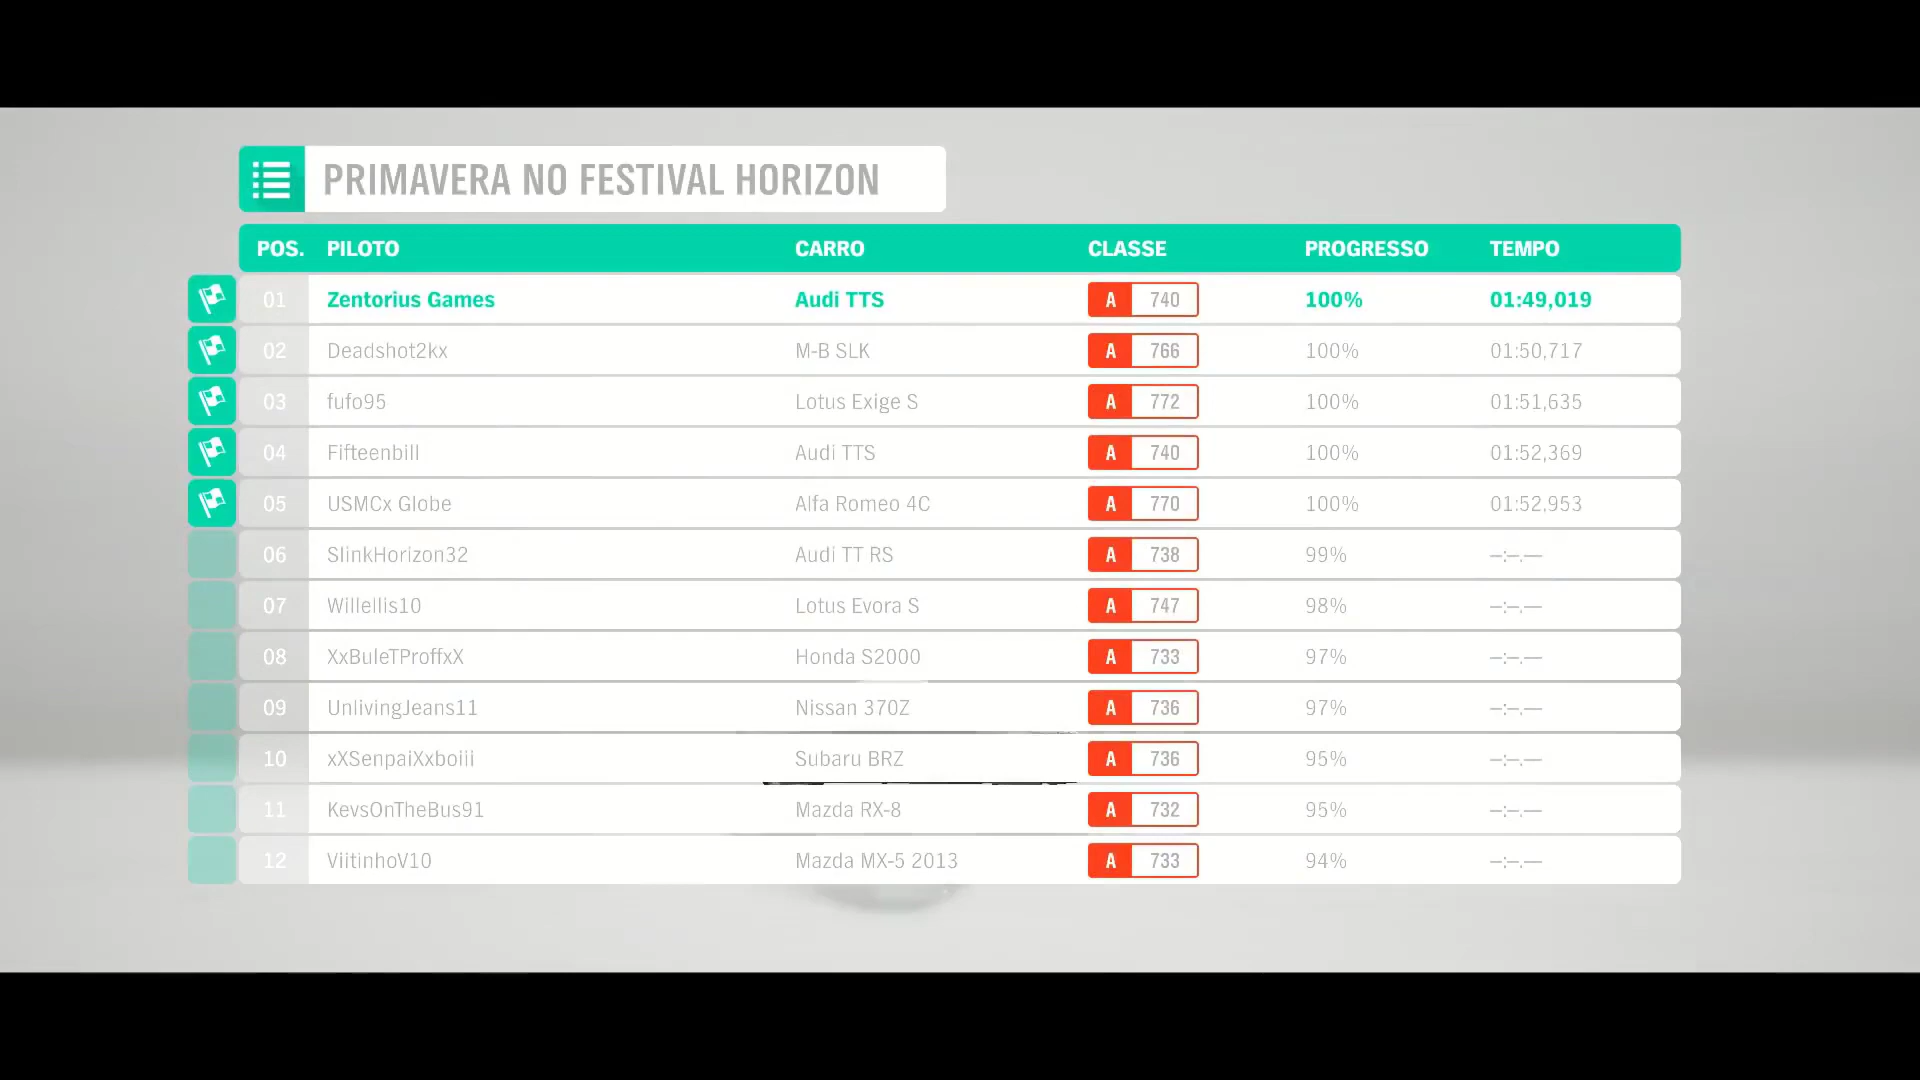 PRIMAVERA NO FESTIVAL HORIZON
POS. PILOTO CARRO CLASSE PROGRESSO TEMPO
01 Zentorius Games Audi TTS A 740 100% 01:49,019
02 Deadshot2kx M-B SLK A 766 100% 01:50,717
03 fufo95 Lotus Exige S A 772 100% 01:51,635
04 Fifteenbill Audi TTS A 740 100% 01:52,369
05 USMCx Globe Alfa Romeo 4C A 770 100% 01:52,953
06 SlinkHorizon32 Audi TT RS A 738 99% --:--.---
07 Willellis10 Lotus Evora S A 747 98% --:--.---
08 XxBuleTProffxX Honda S2000 A 733 97% --:--.---
09 UnlivingJeans11 Nissan 370Z A 736 97% --:--.---
10 xXSenpaiXxboiii Subaru BRZ A 736 95% --:--.---
11 KevsOnTheBus91 Mazda RX-8 A 732 95% --:--.---
12 ViitinhoV10 Mazda MX-5 2013 A 733 94% --:--.---